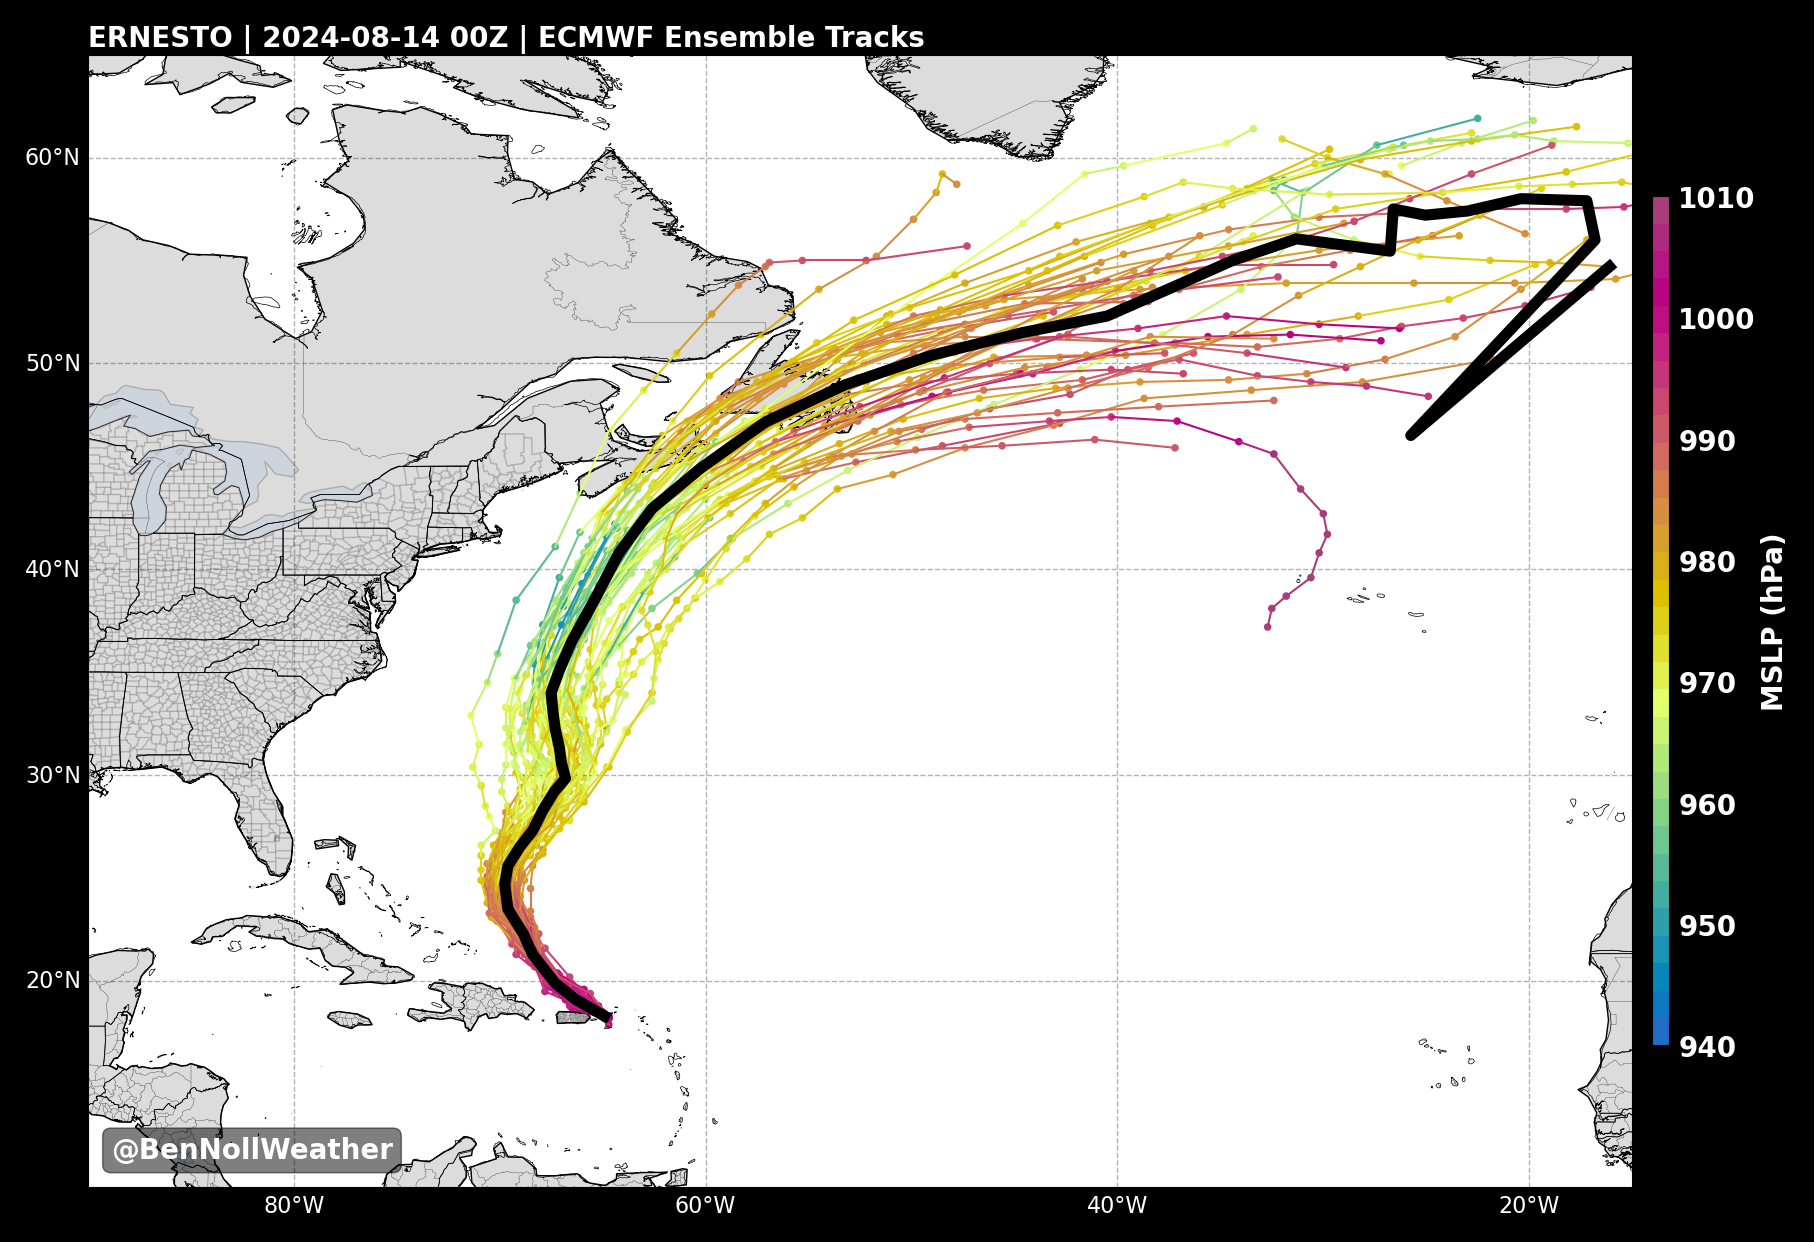 ERNESTO | 2024-08-14 00Z | ECMWF Ensemble Tracks
60°N
50°N
40°N
30°N
20°N
80°W
60°W
40°W
20°W
1010
1000
990
980
970
960
950
940
MSLP (hPa)
@BenNollWeather